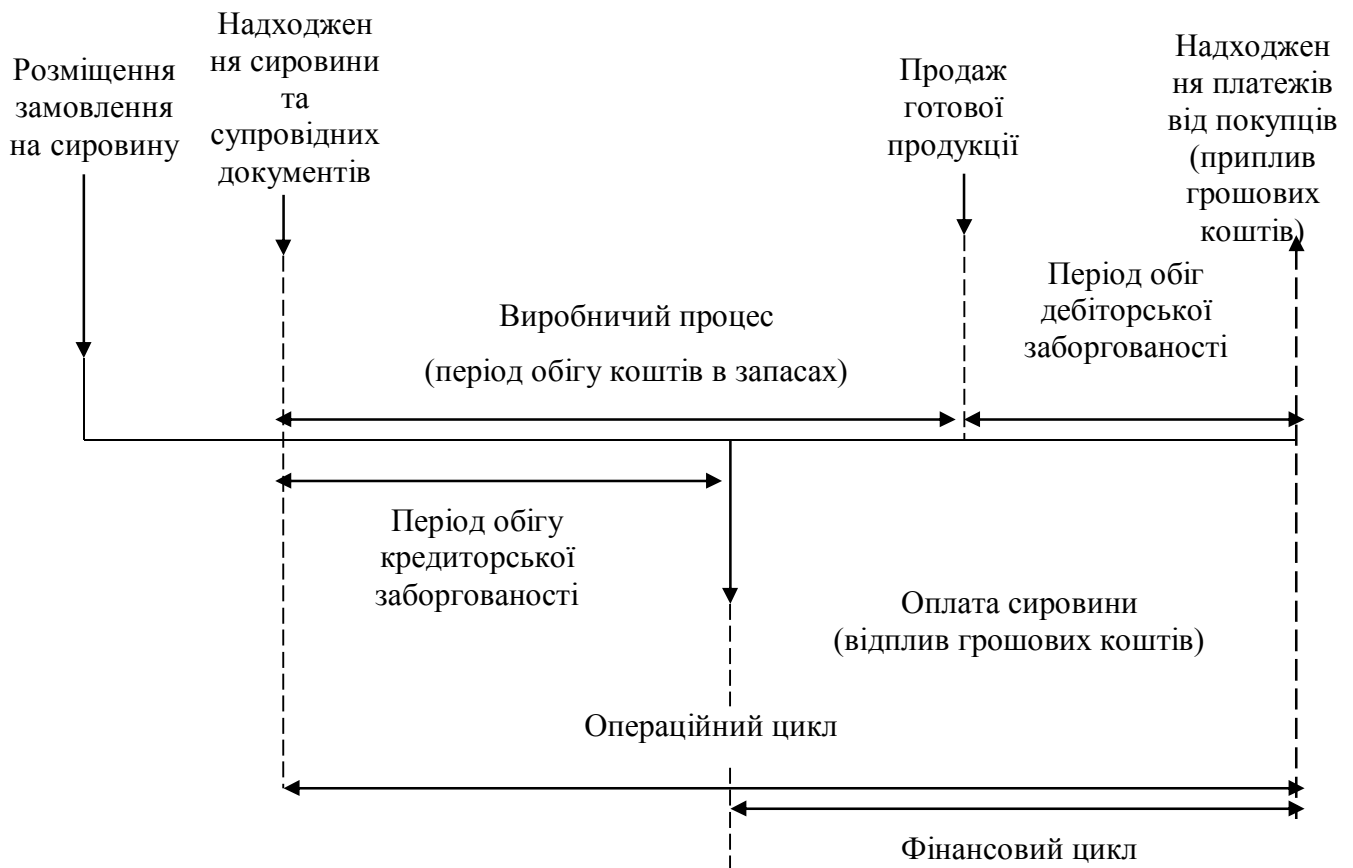 Розміщення
замовлення
на сировину
Надходжен
ня сировини
та
супровідних
документів
Продаж
готової
продукції
Надходжен
ня платежів
від покупців
(приплив
грошових
коштів)
Виробничий процес
(період обігу коштів в запасах)
Період обіг
дебіторської
заборгованості
Період обігу
кредиторської
заборгованості
Оплата сировини
(відплив грошових коштів)
Операційний цикл
Фінансовий цикл